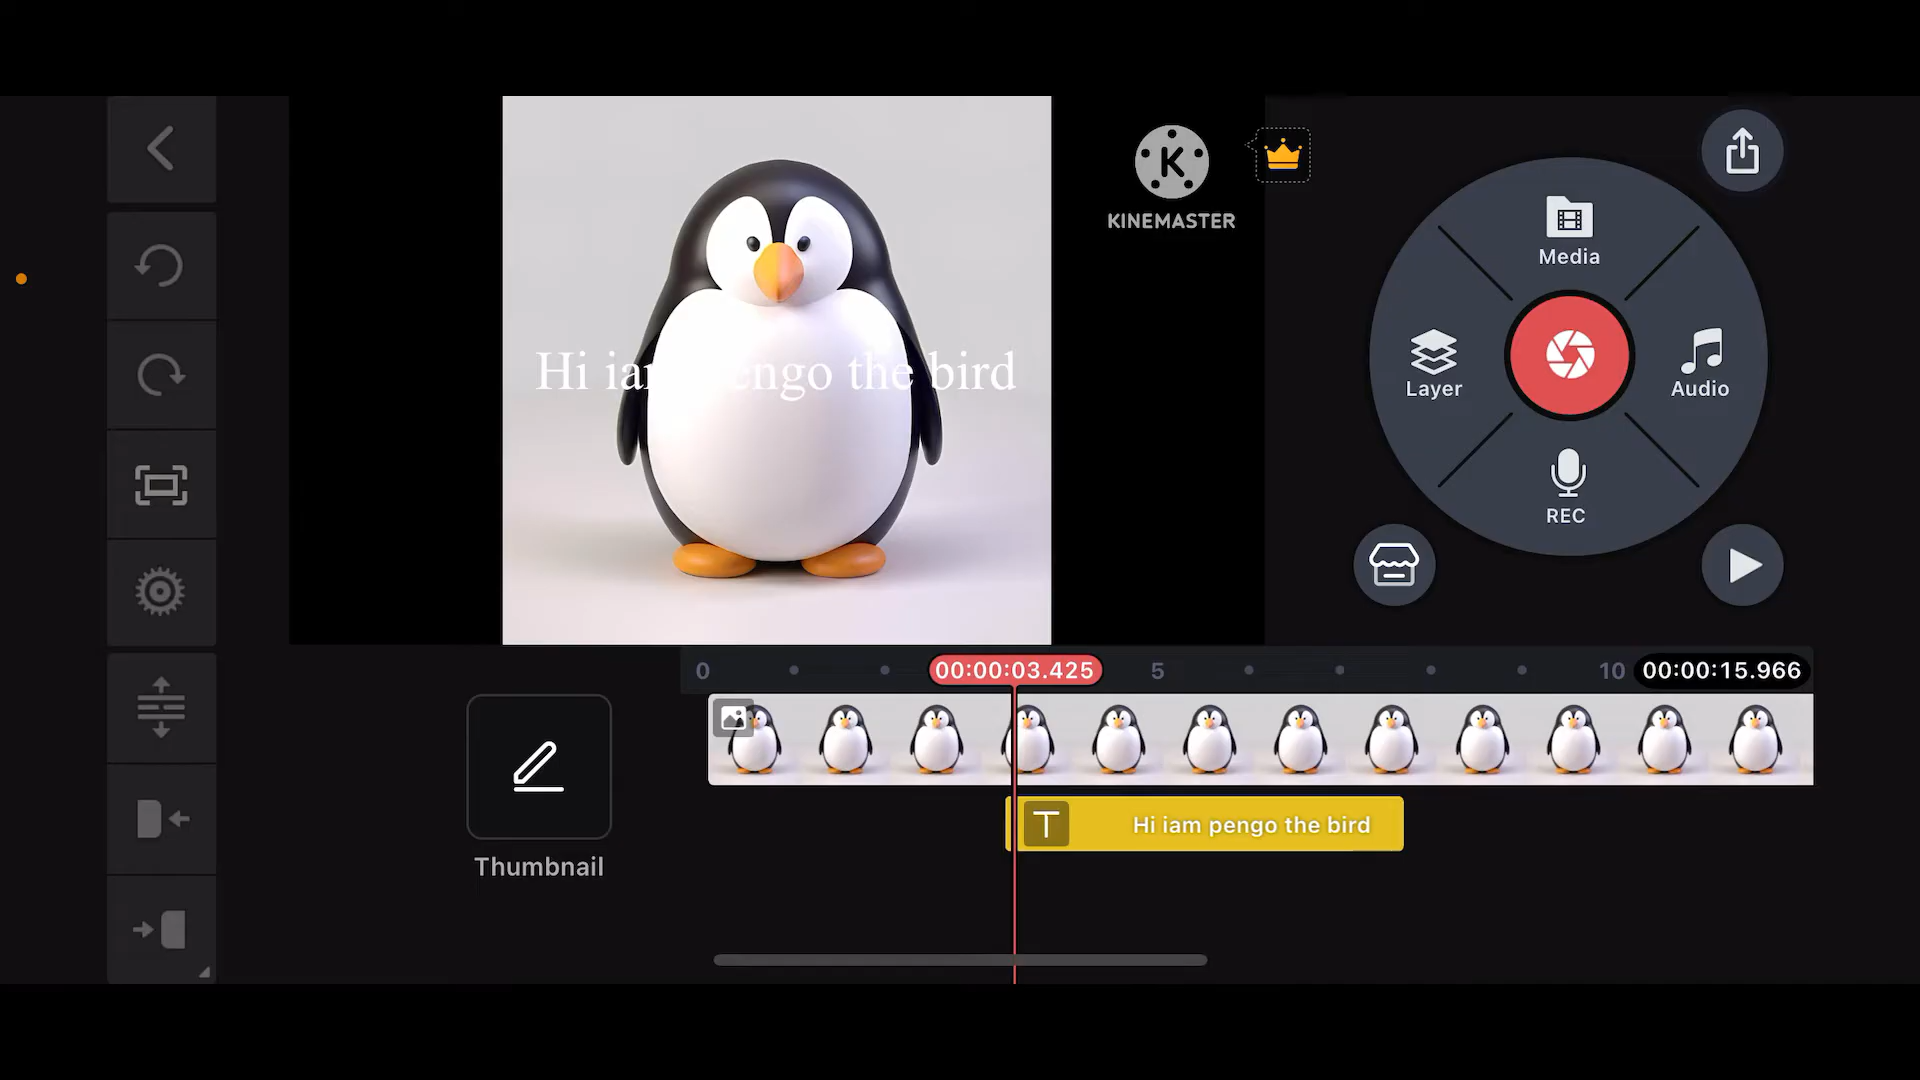 KINEMASTER
Media
Layer
Audio
REC
Hi iam pengo the bird
0
00:00:03.425
5
10
00:00:15.966
T Hi iam pengo the bird
Thumbnail